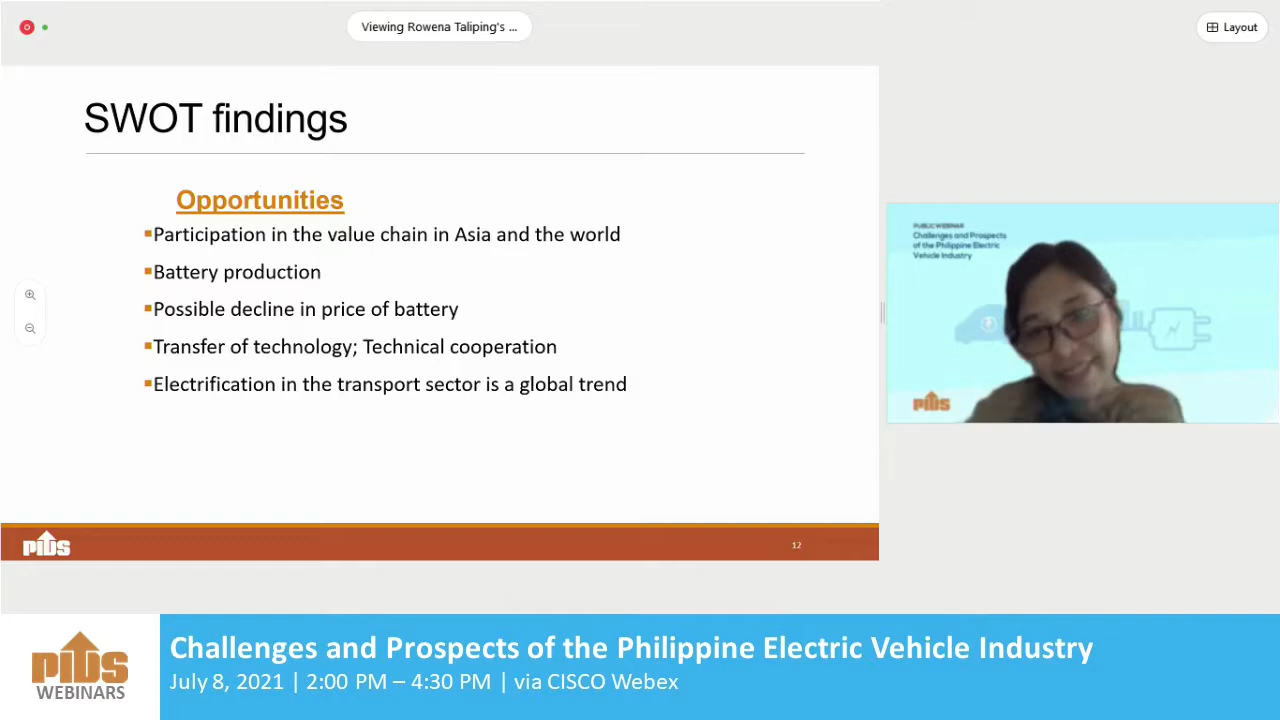 Viewing Rowena Taliping's ...
Layout
SWOT findings
Opportunities
Participation in the value chain in Asia and the world
Battery production
Possible decline in price of battery
Transfer of technology; Technical cooperation
Electrification in the transport sector is a global trend
PIDS
12
PUBLIC WEBINAR
Challenges and Prospects
of the Philippine Electric
Vehicle Industry
PIDS
PIDS
WEBINARS
Challenges and Prospects of the Philippine Electric Vehicle Industry
July 8, 2021 | 2:00 PM – 4:30 PM | via CISCO Webex